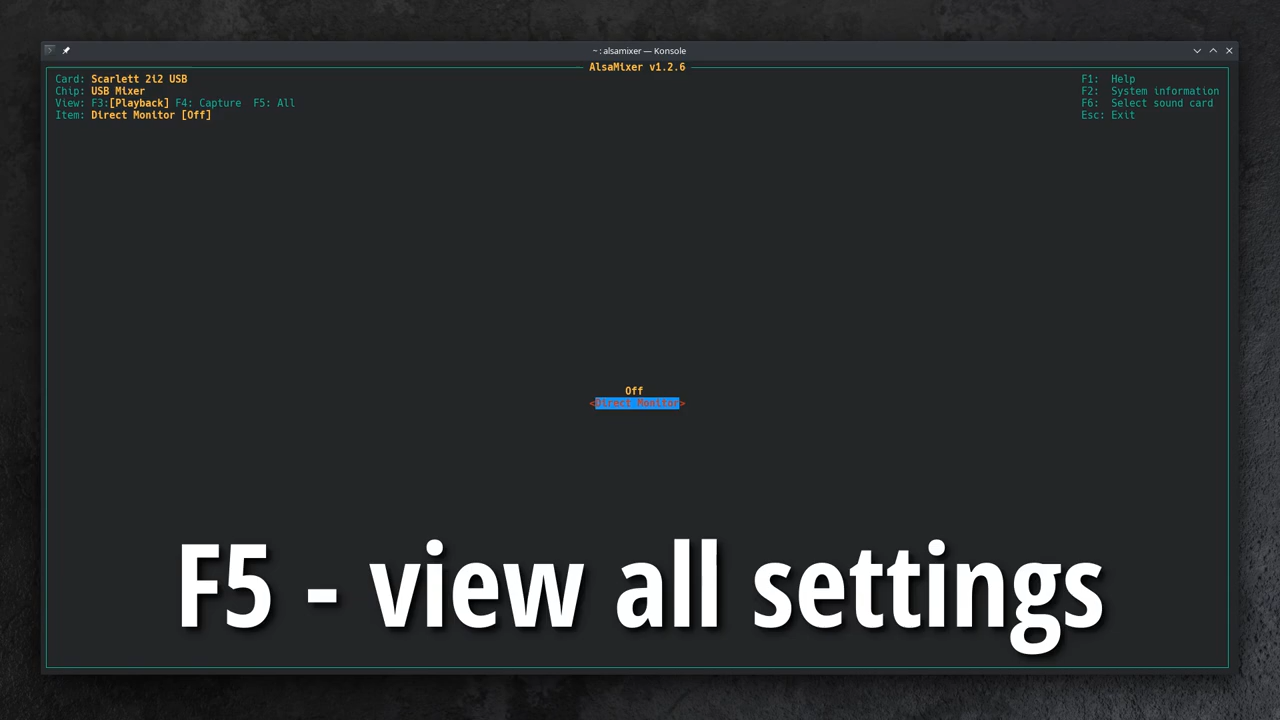 ~ : alsamixer — Konsole
AlsaMixer v1.2.6
Card: Scarlett 2i2 USB
Chip: USB Mixer
View: F3:[Playback] F4: Capture  F5: All
Item: Direct Monitor [Off]
F1:  Help
F2:  System information
F6:  Select sound card
Esc: Exit
Off
<Direct Monitor>
F5 - view all settings